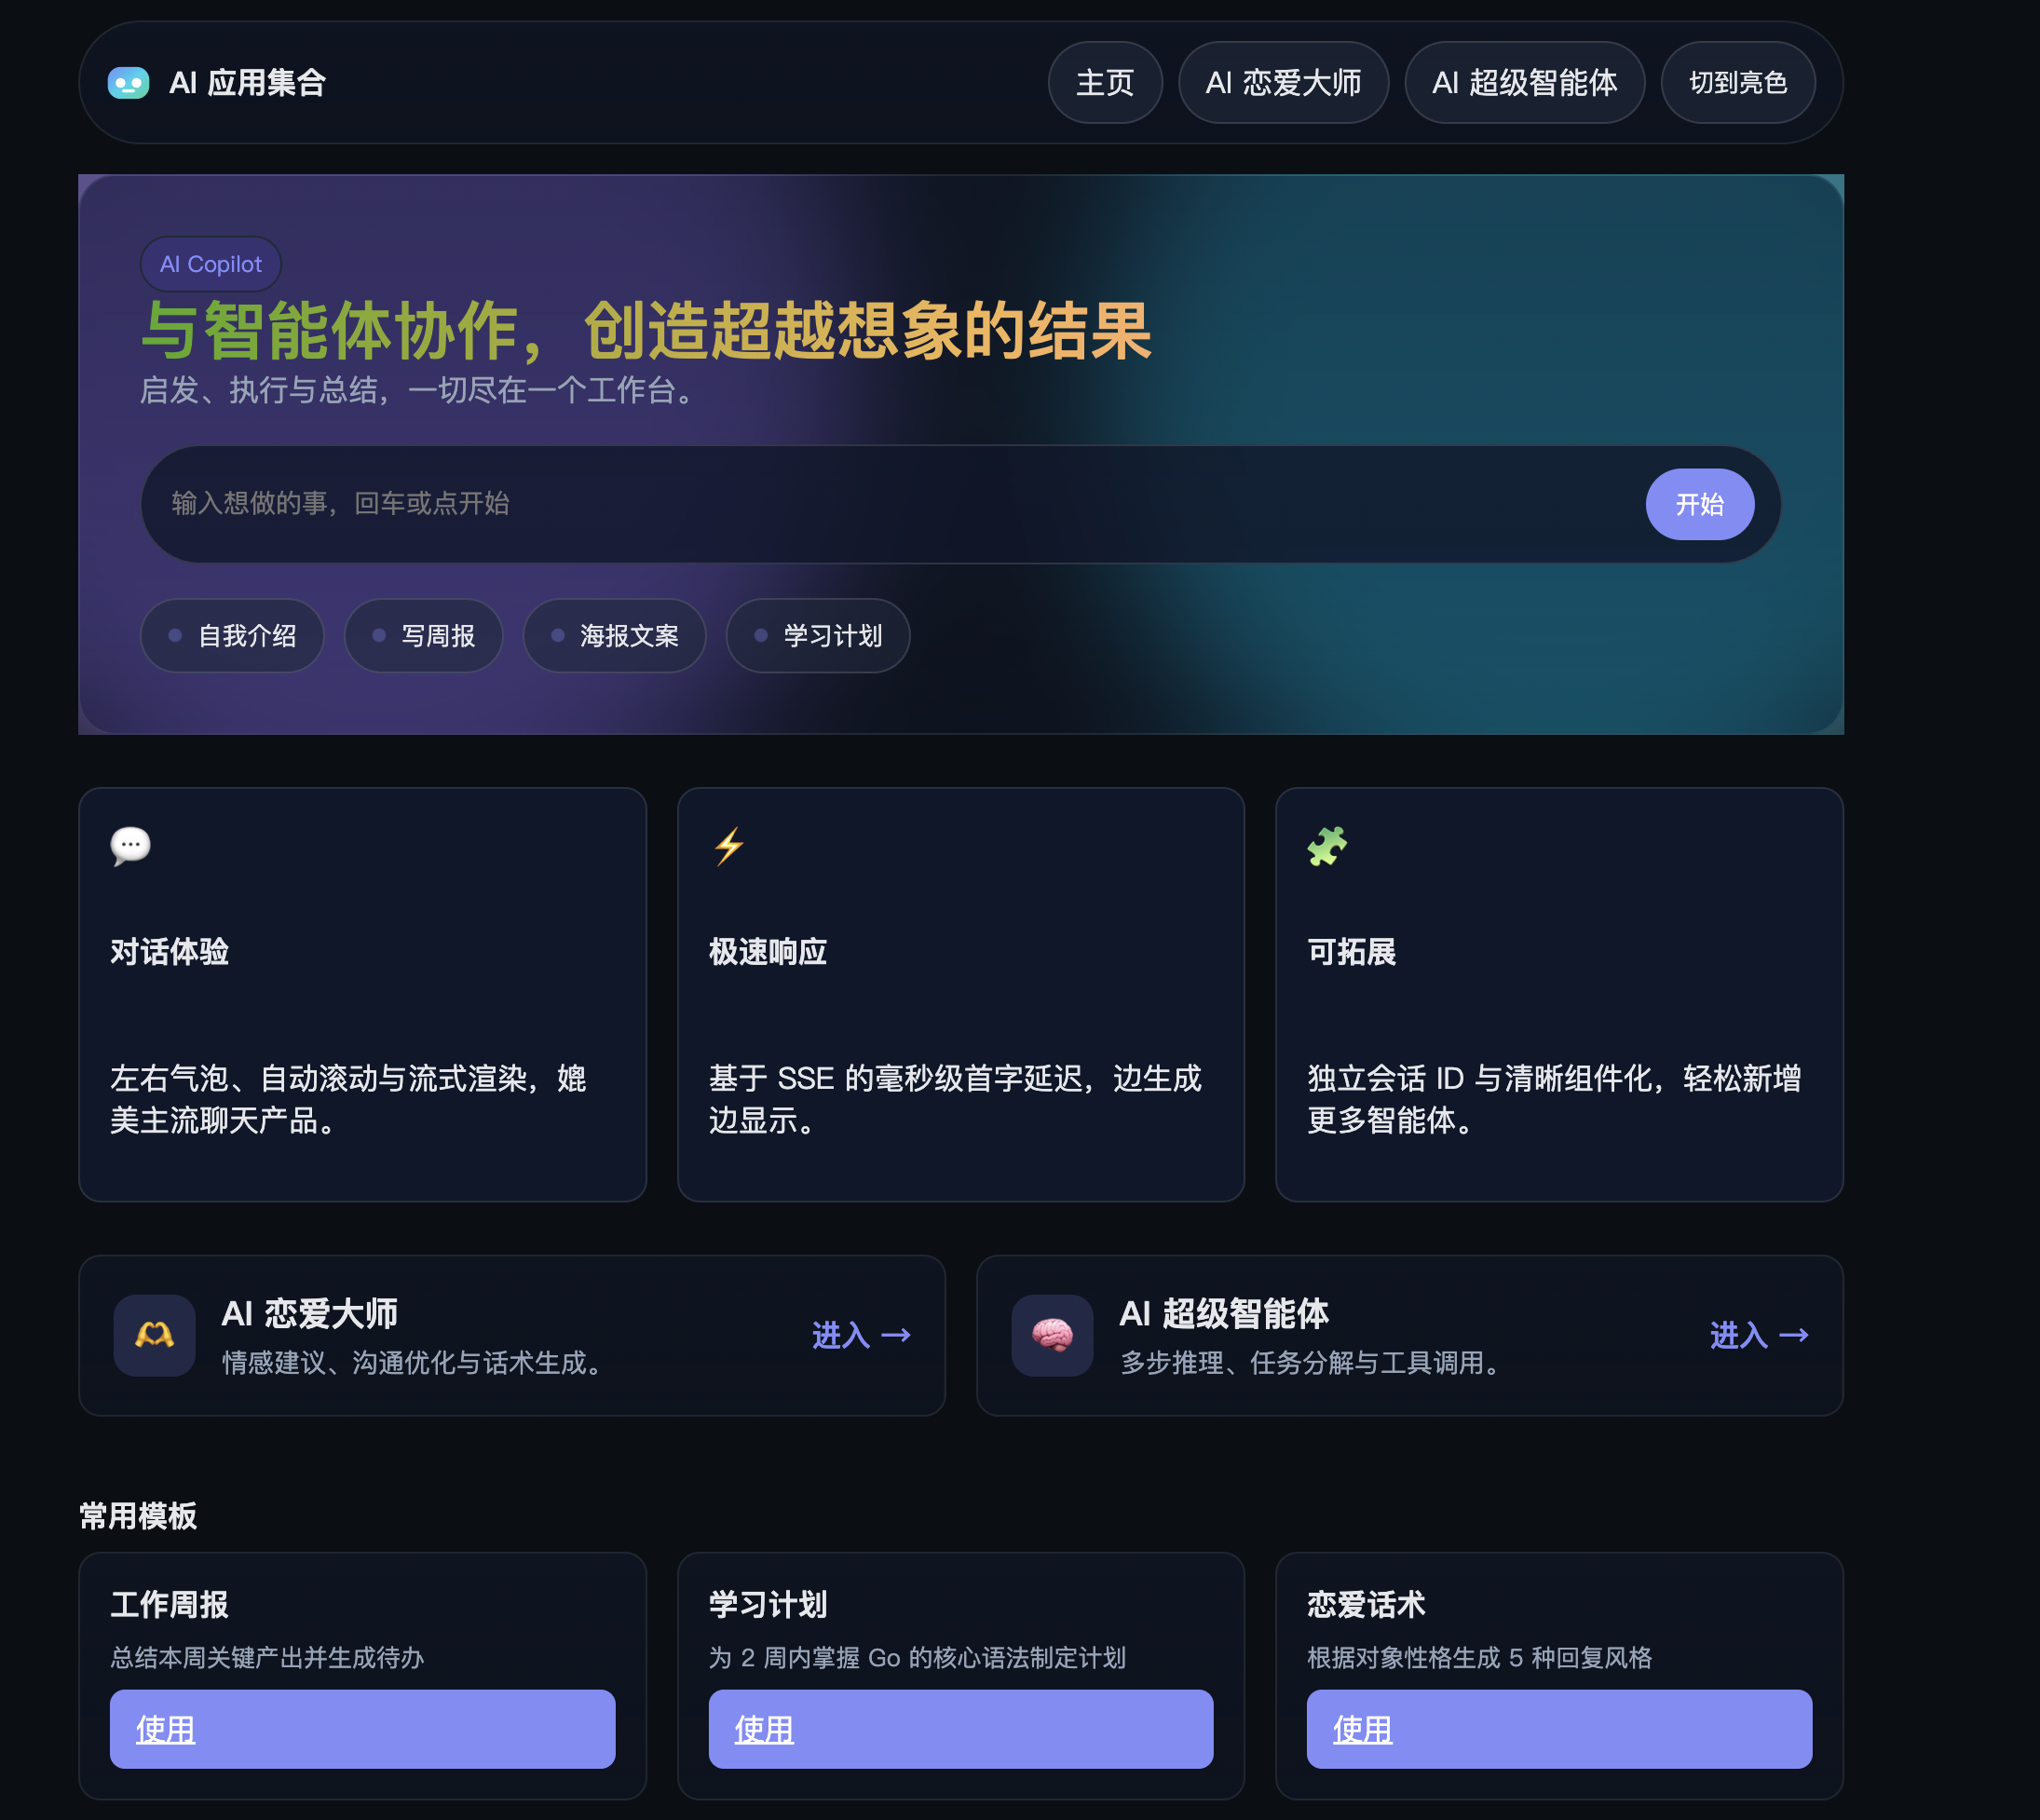 AI 应用集合
主页
AI 恋爱大师
AI 超级智能体
切到亮色
AI Copilot
与智能体协作，创造超越想象的结果
启发、执行与总结，一切尽在一个工作台。
输入想做的事，回车或点开始
开始
自我介绍
写周报
海报文案
学习计划
对话体验
左右气泡、自动滚动与流式渲染，媲
美主流聊天产品。
极速响应
基于 SSE 的毫秒级首字延迟，边生成
边显示。
可拓展
独立会话 ID 与清晰组件化，轻松新增
更多智能体。
AI 恋爱大师
情感建议、沟通优化与话术生成。
进入 →
AI 超级智能体
多步推理、任务分解与工具调用。
进入 →
常用模板
工作周报
总结本周关键产出并生成待办
使用
学习计划
为 2 周内掌握 Go 的核心语法制定计划
使用
恋爱话术
根据对象性格生成 5 种回复风格
使用